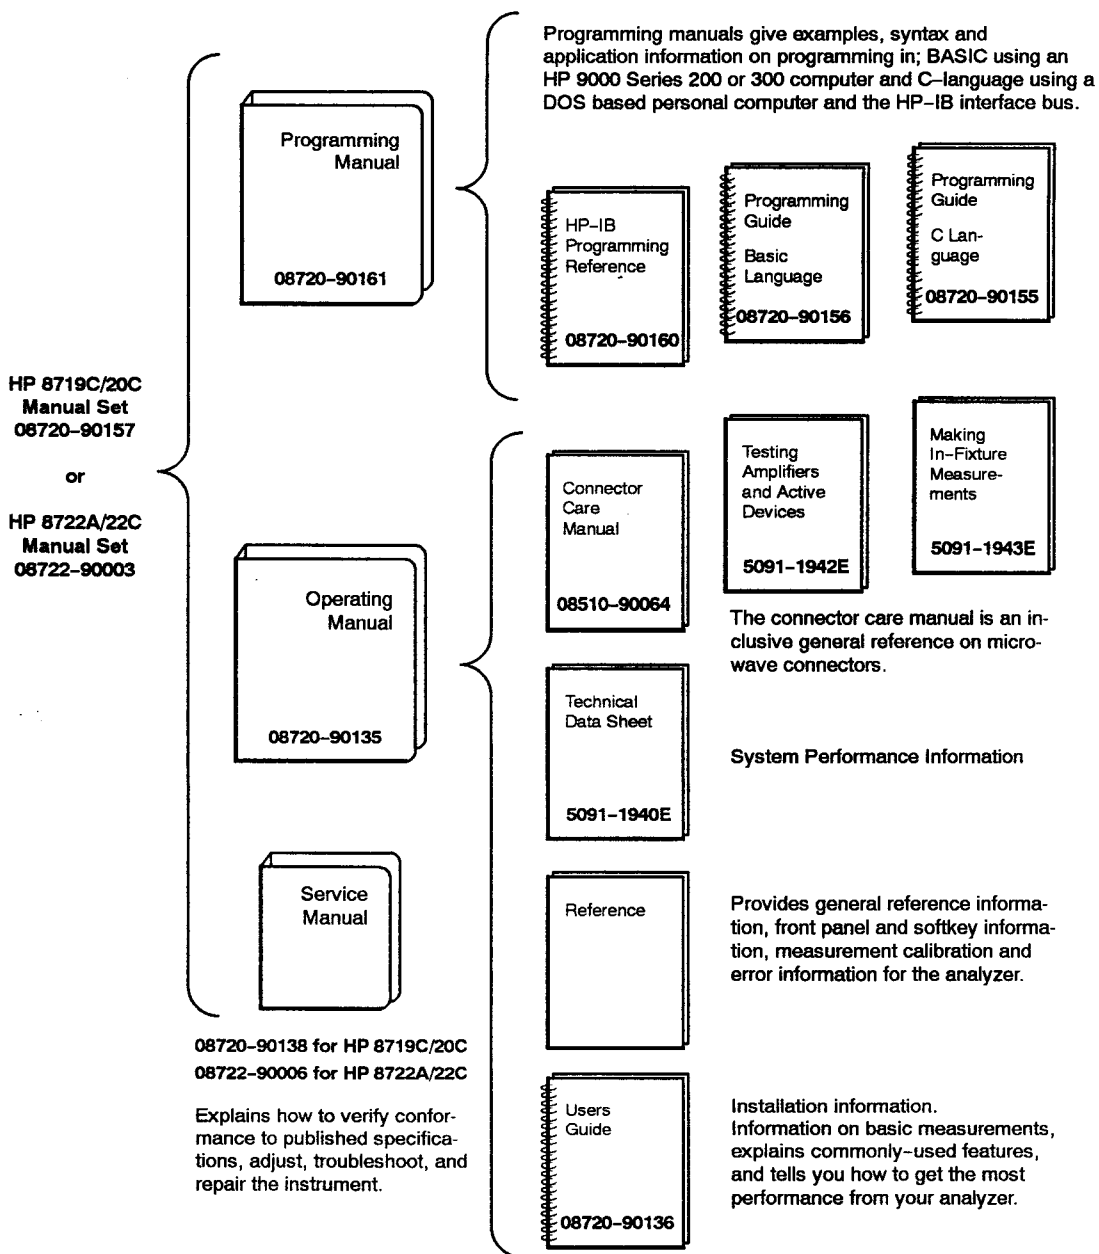 Programming manuals give examples, syntax and
application information on programming in; BASIC using an
HP 9000 Series 200 or 300 computer and C–language using a
DOS based personal computer and the HP–IB interface bus.
Programming
Manual
08720–90161
HP–IB
Programming
Reference
08720–90160
Programming
Guide
Basic
Language
08720–90156
Programming
Guide
C Lan-
guage
08720–90155
HP 8719C/20C
Manual Set
08720–90157
or
HP 8722A/22C
Manual Set
08722–90003
Operating
Manual
08720–90135
Connector
Care
Manual
08510–90064
Testing
Amplifiers
and Active
Devices
5091–1942E
Making
In–Fixture
Measure-
ments
5091–1943E
The connector care manual is an in-
clusive general reference on micro-
wave connectors.
Technical
Data Sheet
5091–1940E
System Performance Information
Service
Manual
08720–90138 for HP 8719C/20C
08722–90006 for HP 8722A/22C
Explains how to verify confor-
mance to published specifica-
tions, adjust, troubleshoot, and
repair the instrument.
Reference
Provides general reference informa-
tion, front panel and softkey informa-
tion, measurement calibration and
error information for the analyzer.
Users
Guide
08720–90136
Installation information.
Information on basic measurements,
explains commonly–used features,
and tells you how to get the most
performance from your analyzer.